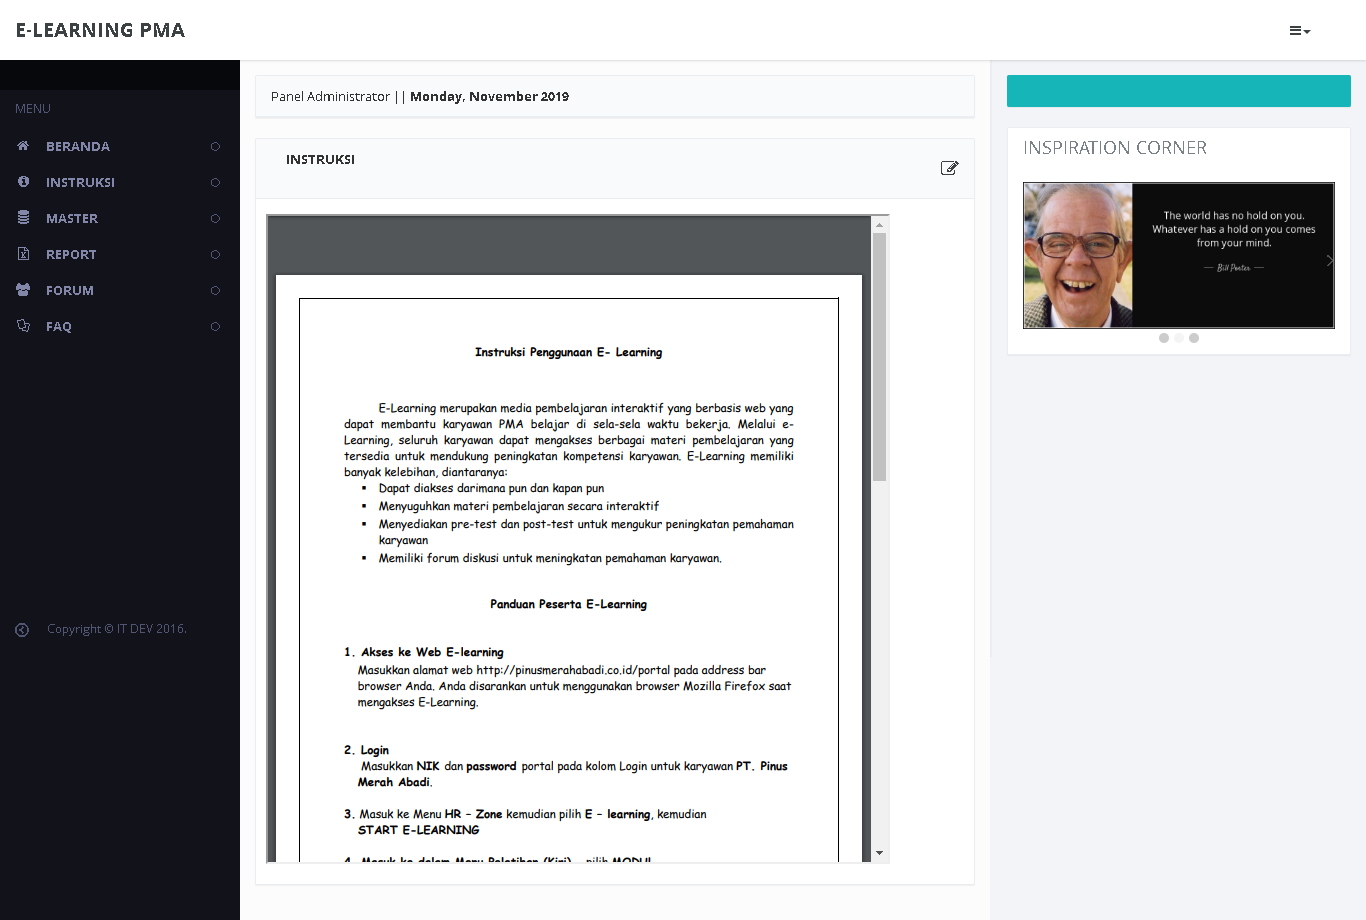 E-LEARNING PMA
MENU
BERANDA
INSTRUKSI
MASTER
REPORT
FORUM
FAQ
Copyright © IT DEV 2016.
Panel Administrator || Monday, November 2019
INSTRUKSI
Instruksi Penggunaan E- Learning
E-Learning merupakan media pembelajaran interaktif yang berbasis web yang
dapat membantu karyawan PMA belajar di sela-sela waktu bekerja. Melalui e-
Learning, seluruh karyawan dapat mengakses berbagai materi pembelajaran yang
tersedia untuk mendukung peningkatan kompetensi karyawan. E-Learning memiliki
banyak kelebihan, diantaranya:
▪ Dapat diakses darimana pun dan kapan pun
▪ Menyuguhkan materi pembelajaran secara interaktif
▪ Menyediakan pre-test dan post-test untuk mengukur peningkatan pemahaman
karyawan
▪ Memiliki forum diskusi untuk meningkatan pemahaman karyawan.
Panduan Peserta E-Learning
1. Akses ke Web E-learning
Masukkan alamat web http://pinusmerahabadi.co.id/portal pada address bar
browser Anda. Anda disarankan untuk menggunakan browser Mozilla Firefox saat
mengakses E-Learning.
2. Login
Masukkan NIK dan password portal pada kolom Login untuk karyawan PT. Pinus
Merah Abadi.
3. Masuk ke Menu HR – Zone kemudian pilih E – learning, kemudian
START E-LEARNING
4. Masuk ke dalam Menu Pelatihan (Kiri) – pilih MODUL
INSPIRATION CORNER
The world has no hold on you.
Whatever has a hold on you comes
from your mind.
— Bill Porter —